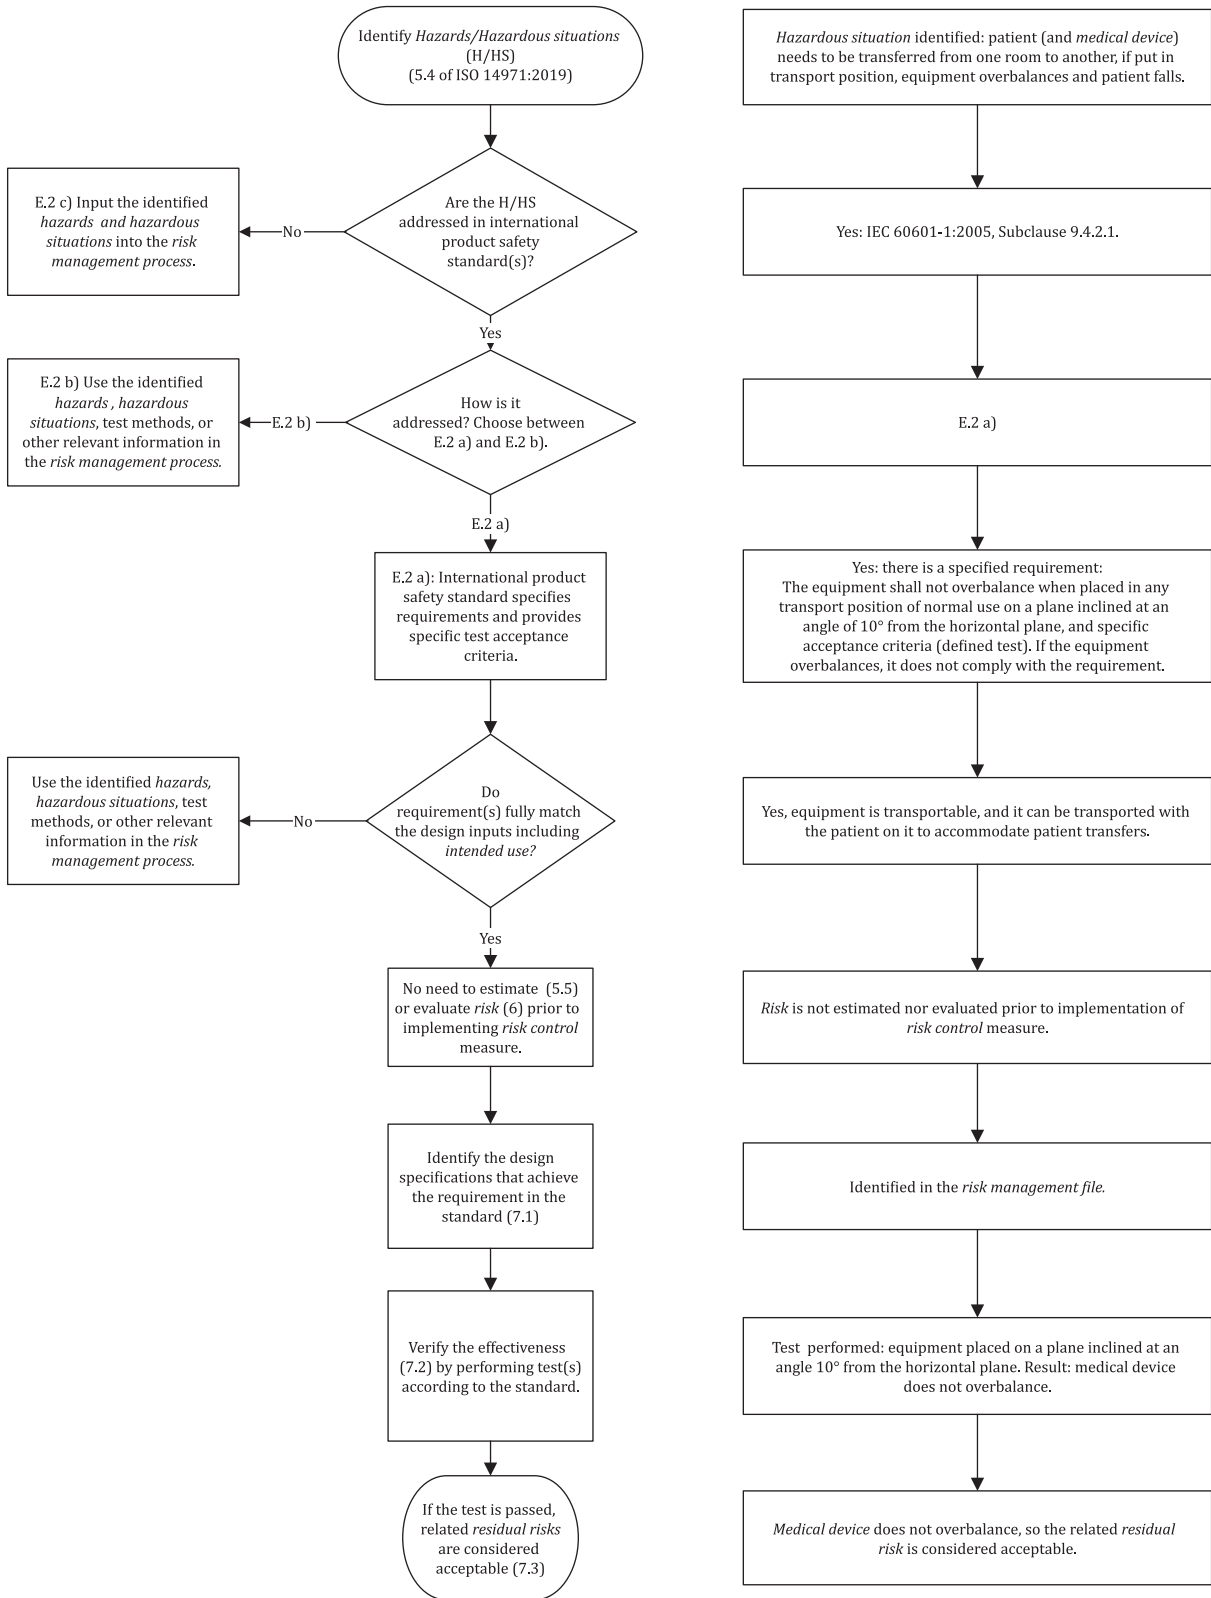 Identify Hazards/Hazardous situations
(H/HS)
(5.4 of ISO 14971:2019)
Are the H/HS
addressed in international
product safety
standard(s)?
No
E.2 c) Input the identified
hazards and hazardous
situations into the risk
management process.
Yes
How is it
addressed? Choose between
E.2 a) and E.2 b).
E.2 b)
E.2 b) Use the identified
hazards , hazardous
situations, test methods, or
other relevant information in
the risk management process.
E.2 a)
E.2 a): International product
safety standard specifies
requirements and provides
specific test acceptance
criteria.
Do
requirement(s) fully match
the design inputs including
intended use?
No
Use the identified hazards,
hazardous situations, test
methods, or other relevant
information in the risk
management process.
Yes
No need to estimate (5.5)
or evaluate risk (6) prior to
implementing risk control
measure.
Identify the design
specifications that achieve
the requirement in the
standard (7.1)
Verify the effectiveness
(7.2) by performing test(s)
according to the standard.
If the test is passed,
related residual risks
are considered
acceptable (7.3)
Hazardous situation identified: patient (and medical device)
needs to be transferred from one room to another, if put in
transport position, equipment overbalances and patient falls.
Yes: IEC 60601-1:2005, Subclause 9.4.2.1.
E.2 a)
Yes: there is a specified requirement:
The equipment shall not overbalance when placed in any
transport position of normal use on a plane inclined at an
angle of 10° from the horizontal plane, and specific
acceptance criteria (defined test). If the equipment
overbalances, it does not comply with the requirement.
Yes, equipment is transportable, and it can be transported with
the patient on it to accommodate patient transfers.
Risk is not estimated nor evaluated prior to implementation of
risk control measure.
Identified in the risk management file.
Test performed: equipment placed on a plane inclined at an
angle 10° from the horizontal plane. Result: medical device
does not overbalance.
Medical device does not overbalance, so the related residual
risk is considered acceptable.